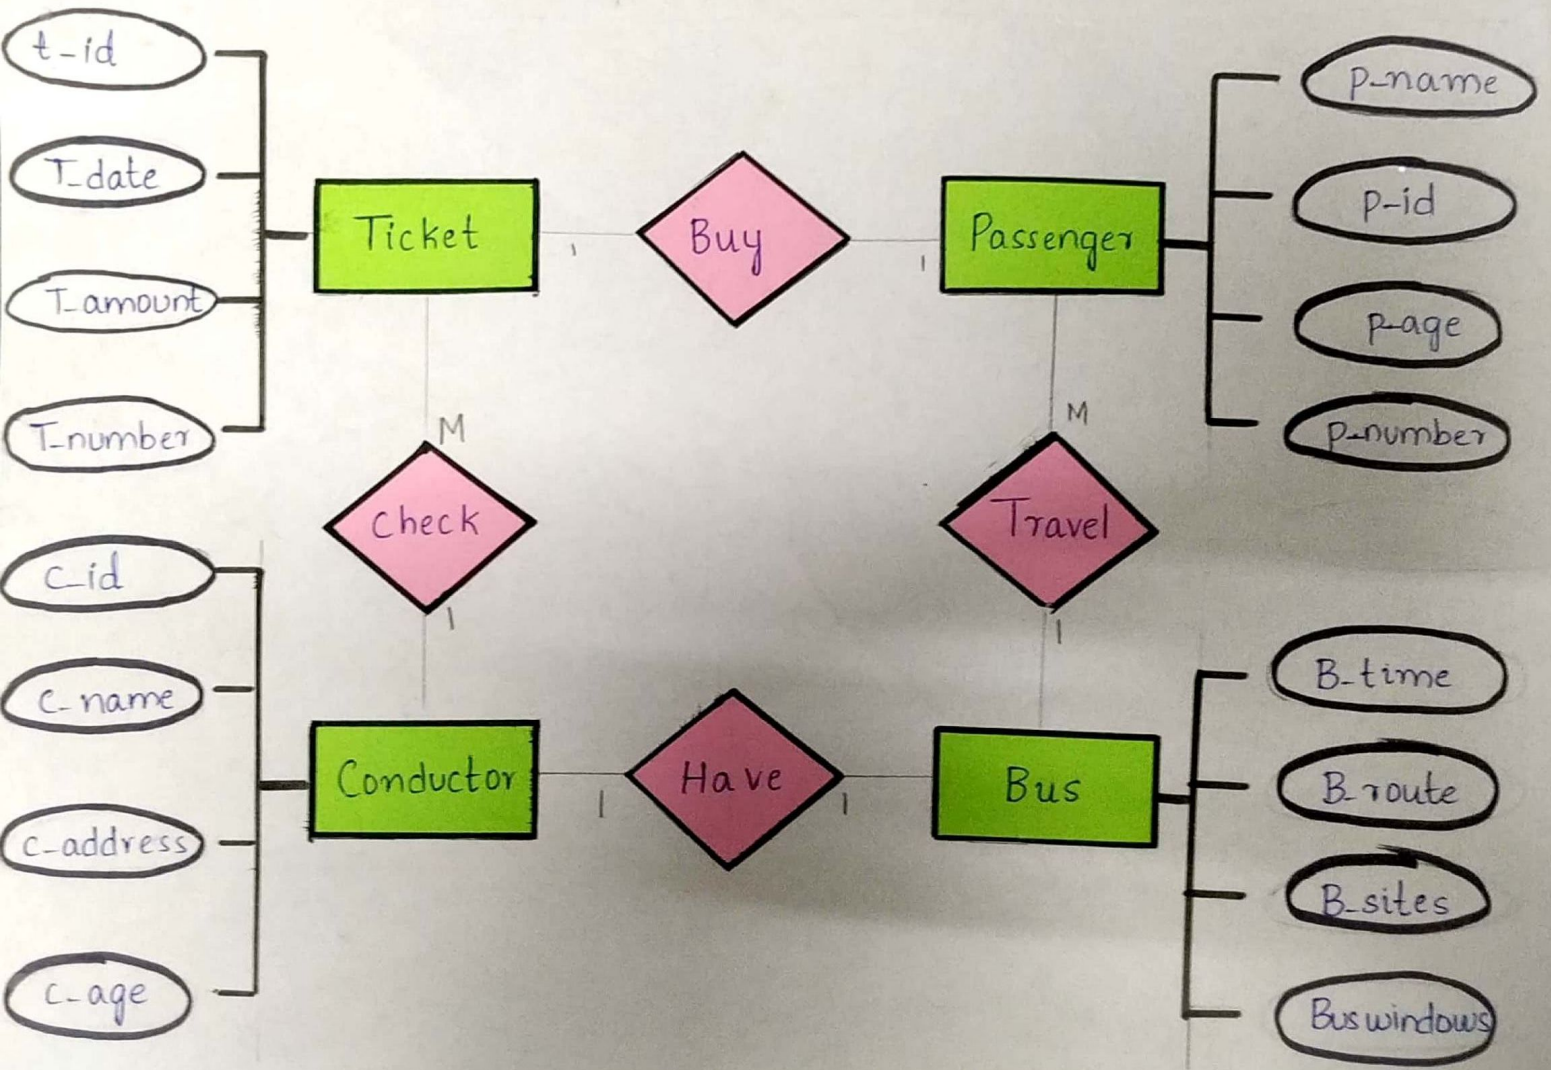 t-id
T-date
T-amount
T-number
Ticket
1
Buy
1
Passenger
p-name
p-id
p-age
p-number
M
Check
1
M
Travel
1
C-id
C-name
C-address
C-age
Conductor
1
Have
1
Bus
B-time
B-route
B-sites
Bus windows